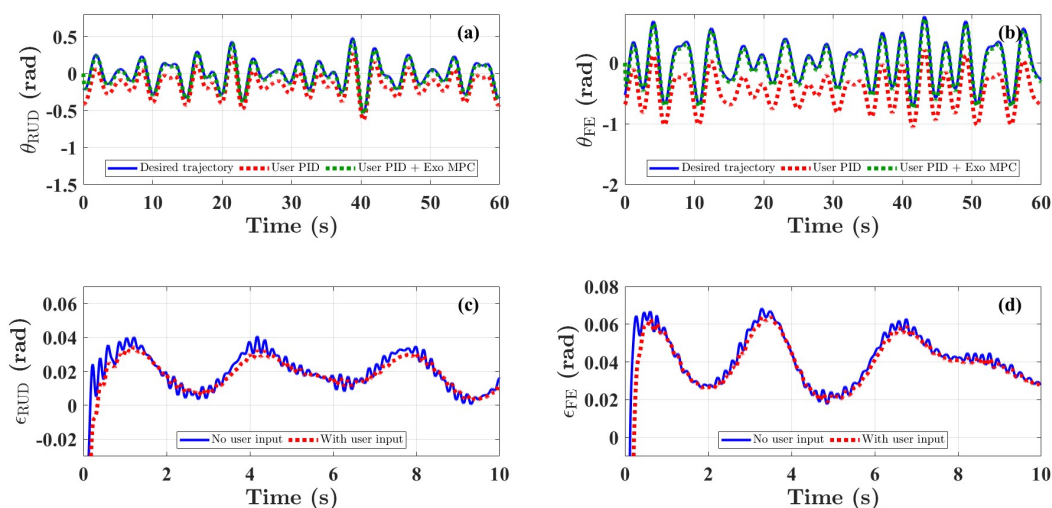 (a)
0.5
0
-0.5
-1
-1.5
θRUD (rad)
Desired trajectory User PID User PID + Exo MPC
0 10 20 30 40 50 60
Time (s)
(b)
0
-1
-2
θFE (rad)
Desired trajectory User PID User PID + Exo MPC
0 10 20 30 40 50 60
Time (s)
(c)
0.06
0.04
0.02
0
-0.02
ϵRUD (rad)
No user input With user input
0 2 4 6 8 10
Time (s)
(d)
0.08
0.06
0.04
0.02
0
ϵFE (rad)
No user input With user input
0 2 4 6 8 10
Time (s)